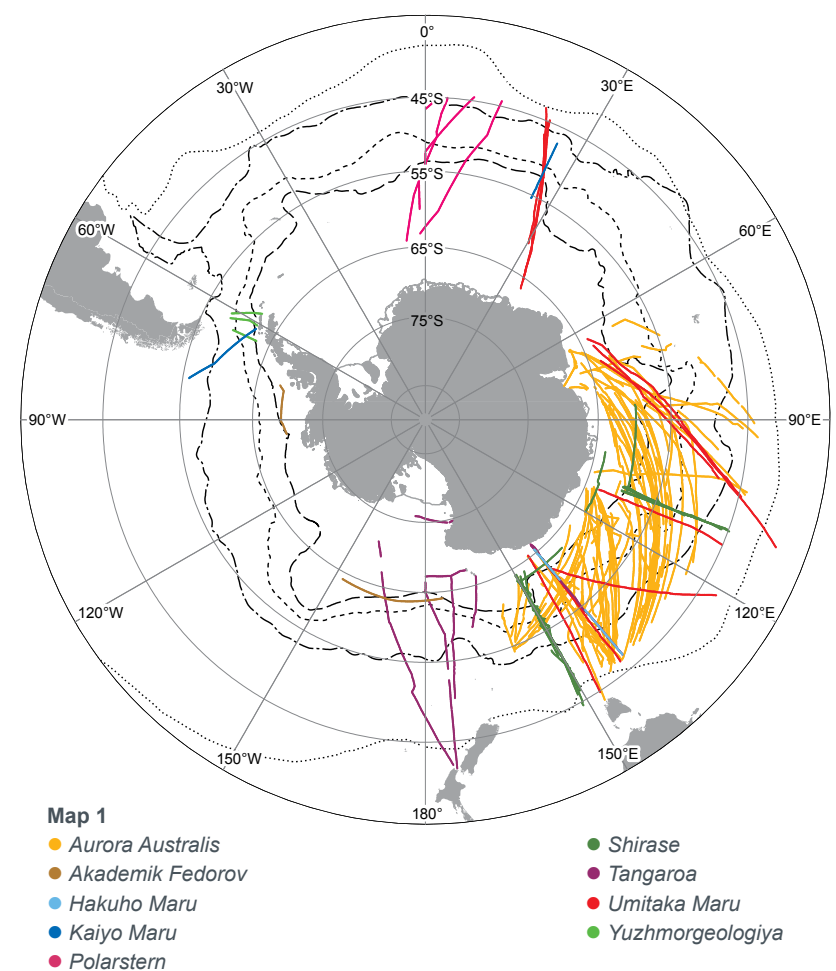 0°
30°W
30°E
45°S
55°S
60°W
60°E
65°S
75°S
90°W
90°E
120°W
120°E
150°W
150°E
180°
Map 1
Aurora Australis
Akademik Fedorov
Hakuho Maru
Kaiyo Maru
Polarstern
Shirase
Tangaroa
Umitaka Maru
Yuzhmorgeologiya